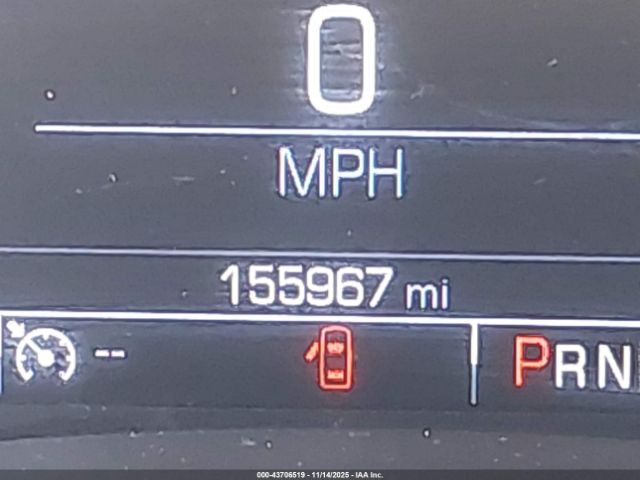 0
MPH
155967 mi
-- PRN
000-43706519 - 11/14/2025 - IAA Inc.